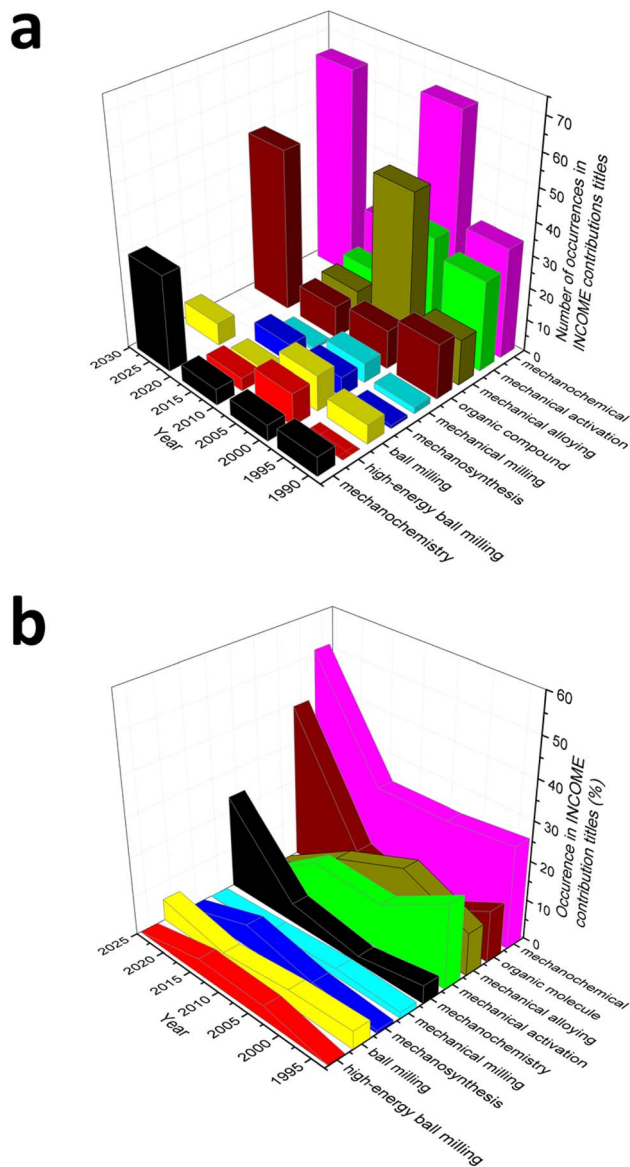 a
70
60
50
40
30
20
10
0
Number of occurrences in
INCOME contributions titles
2030
2025
2020
2015
2010
2005
2000
1995
1990
Year
mechanochemical
mechanical activation
mechanical alloying
organic compound
mechanical milling
mechanosynthesis
ball milling
high-energy ball milling
mechanochemistry
b
60
50
40
30
20
10
0
Occurence in INCOME
contribution titles (%)
2025
2020
2015
2010
2005
2000
1995
Year
mechanochemical
organic molecule
mechanical alloying
mechanical activation
mechanochemistry
mechanical milling
mechanosynthesis
ball milling
high-energy ball milling